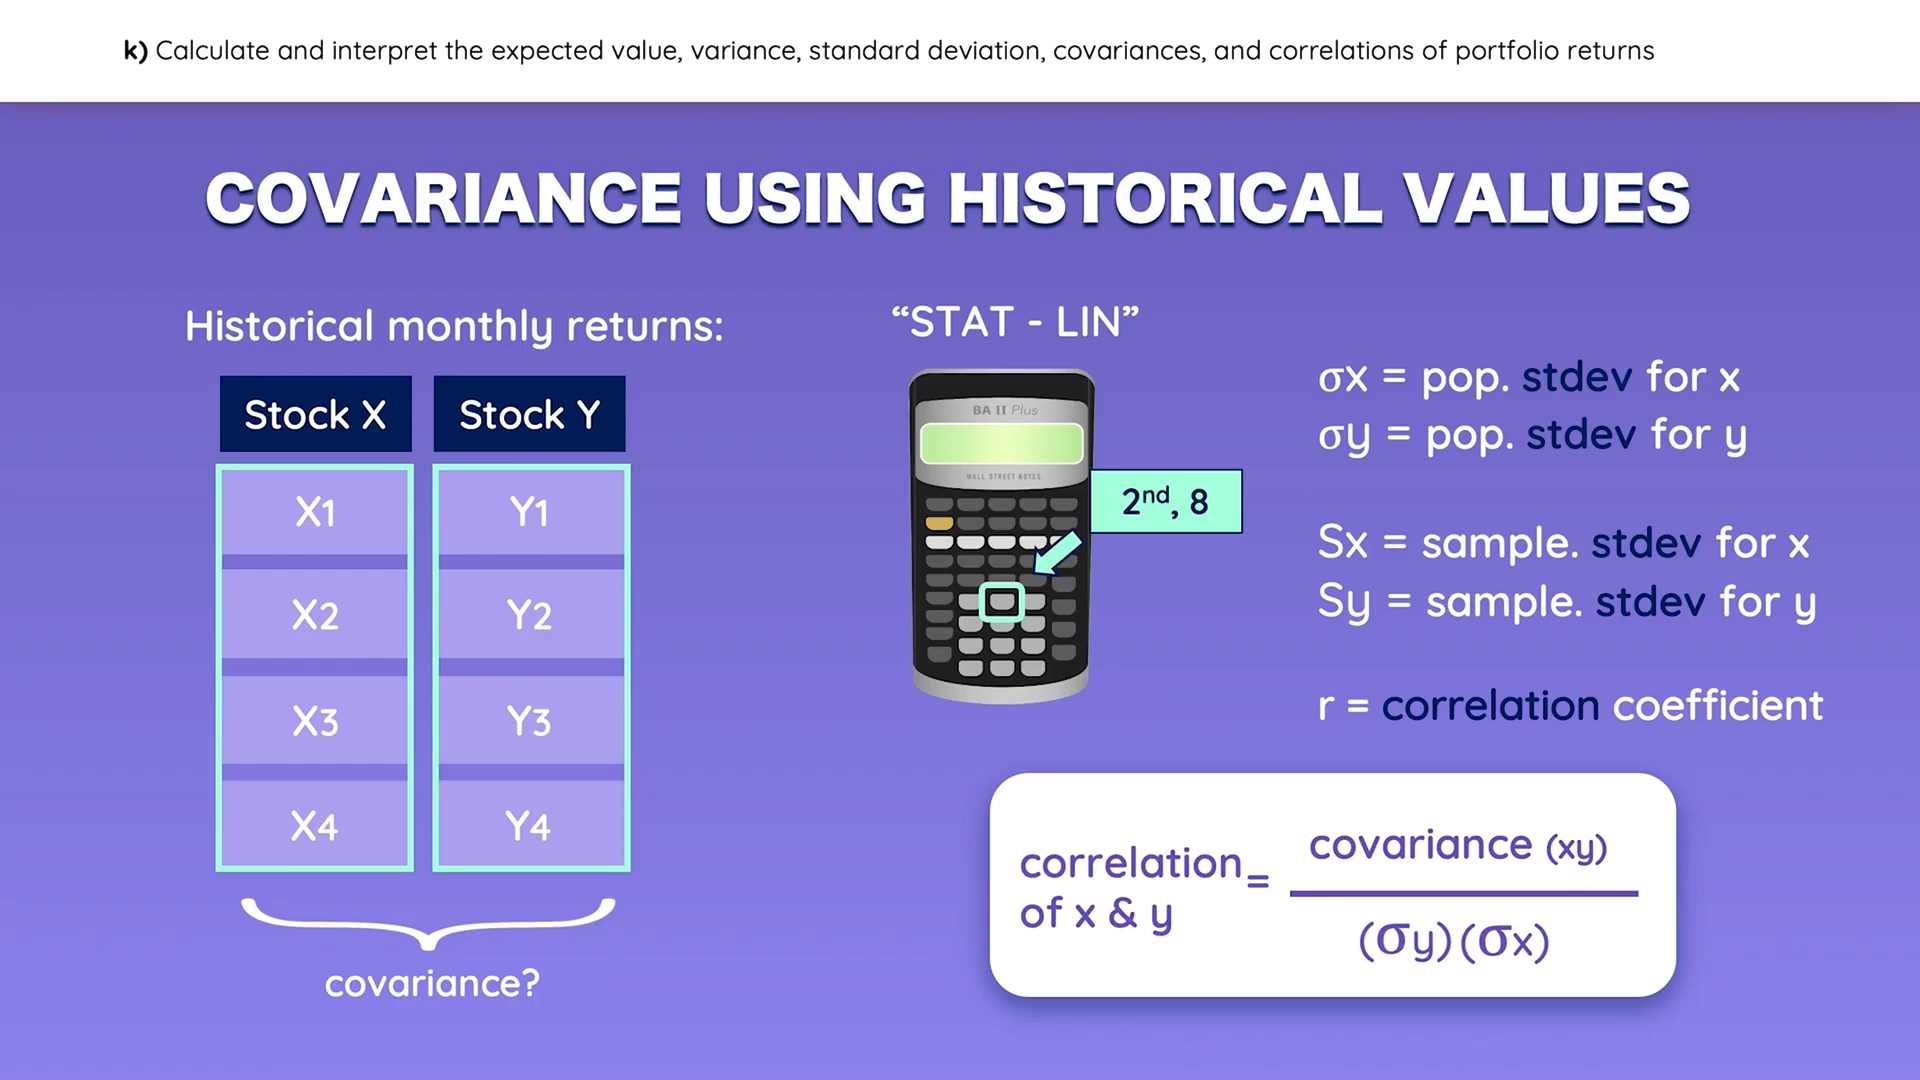 k) Calculate and interpret the expected value, variance, standard deviation, covariances, and correlations of portfolio returns
COVARIANCE USING HISTORICAL VALUES
Historical monthly returns:
Stock X Stock Y
X1 Y1
X2 Y2
X3 Y3
X4 Y4
covariance?
“STAT - LIN”
BA II Plus
WALL STREET NOTES
2nd, 8
σx = pop. stdev for x
σy = pop. stdev for y
Sx = sample. stdev for x
Sy = sample. stdev for y
r = correlation coefficient
correlation
of x & y
=
covariance (xy)
(σy)(σx)